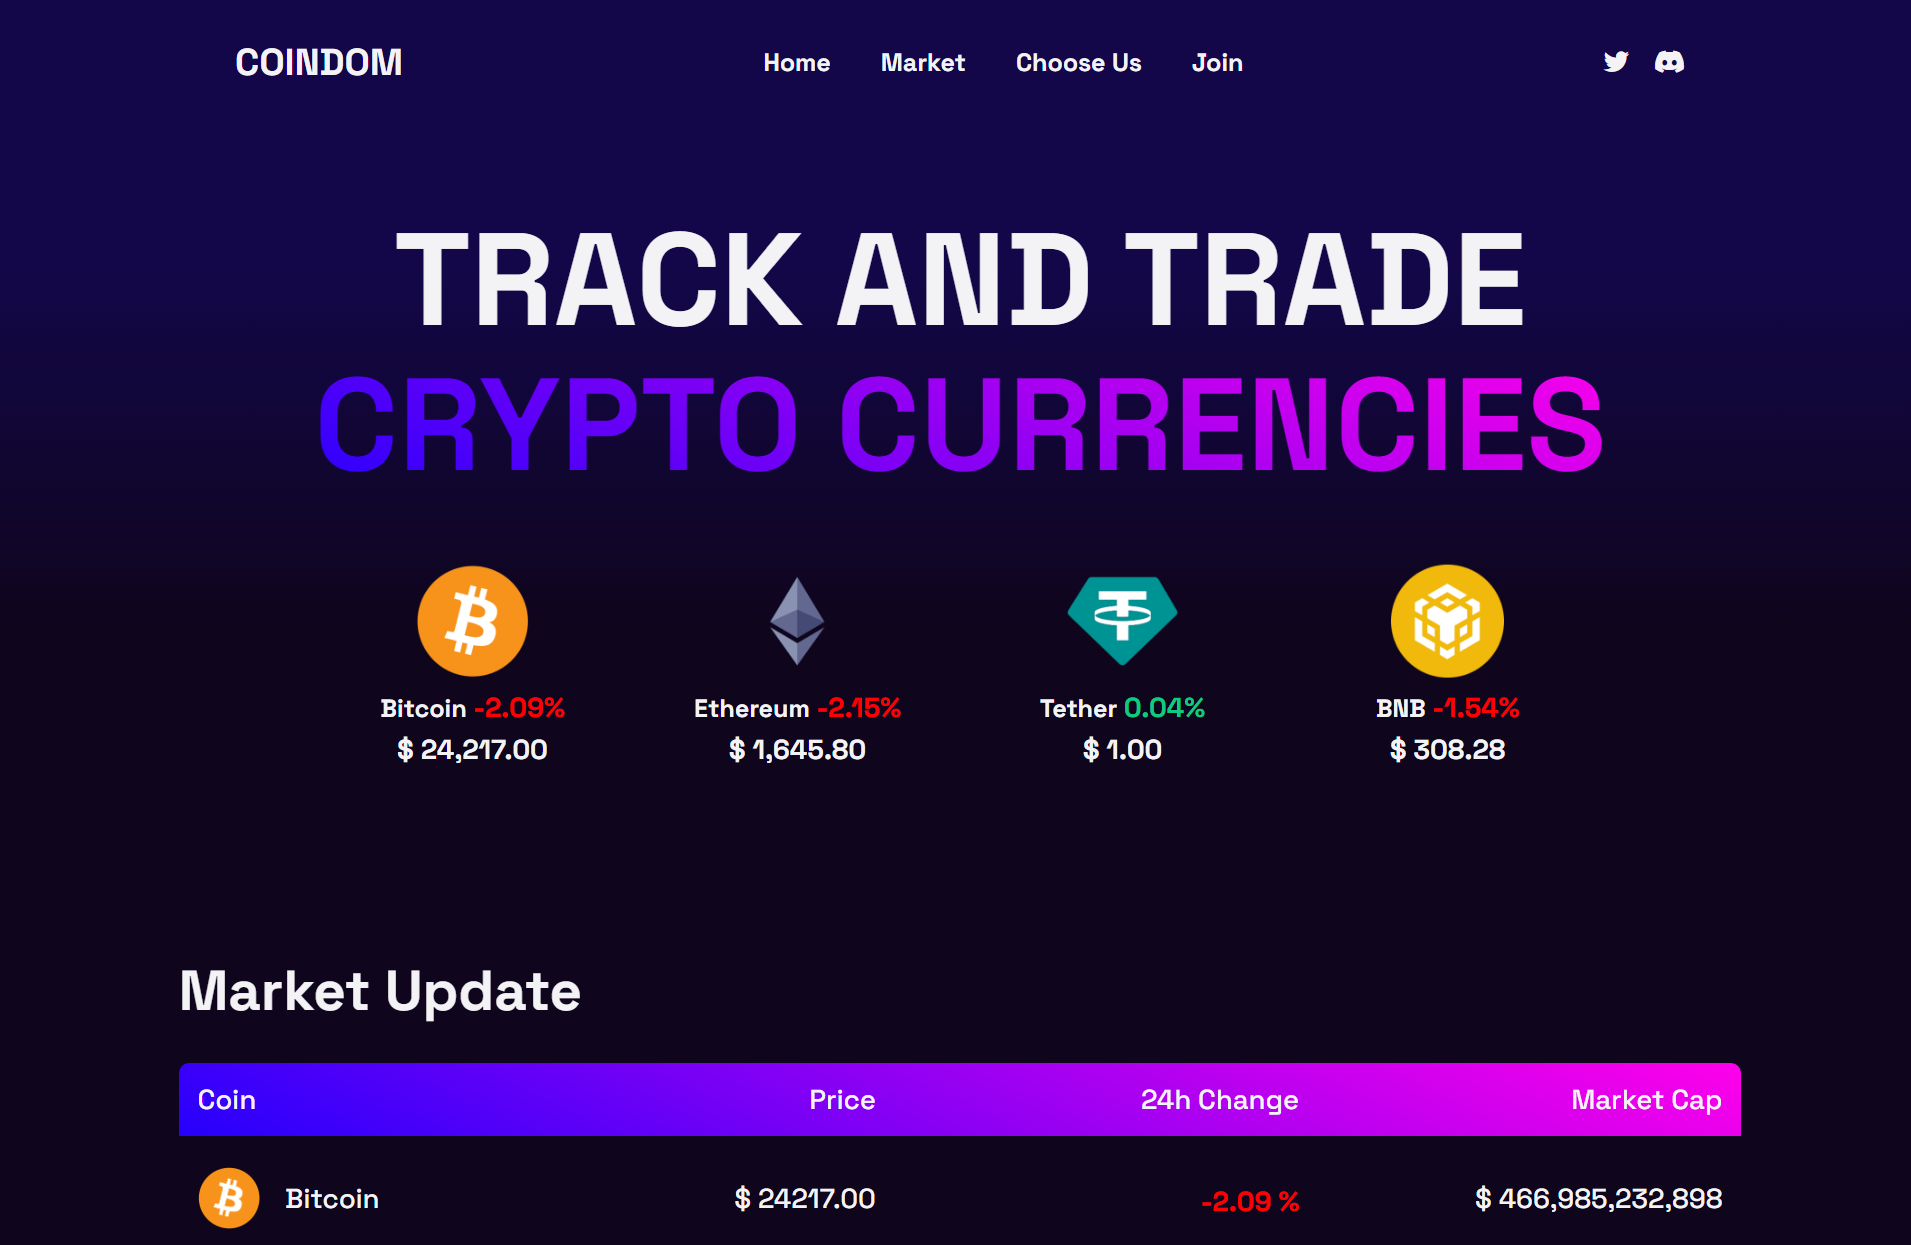 COINDOM Home Market Choose Us Join
TRACK AND TRADE
CRYPTO CURRENCIES
Bitcoin -2.09% Ethereum -2.15% Tether 0.04% BNB -1.54%
$ 24,217.00 $ 1,645.80 $ 1.00 $ 308.28
Market Update
Coin Price 24h Change Market Cap
Bitcoin $ 24217.00 -2.09 % $ 466,985,232,898